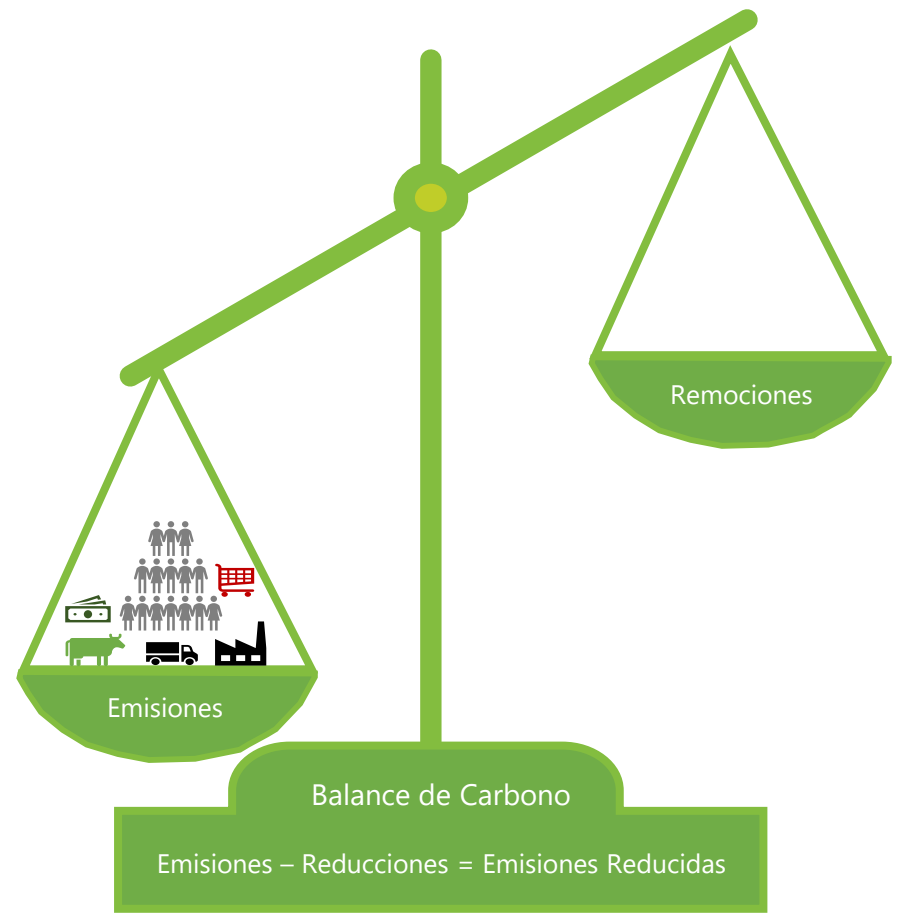 Remociones
Emisiones
Balance de Carbono
Emisiones – Reducciones = Emisiones Reducidas